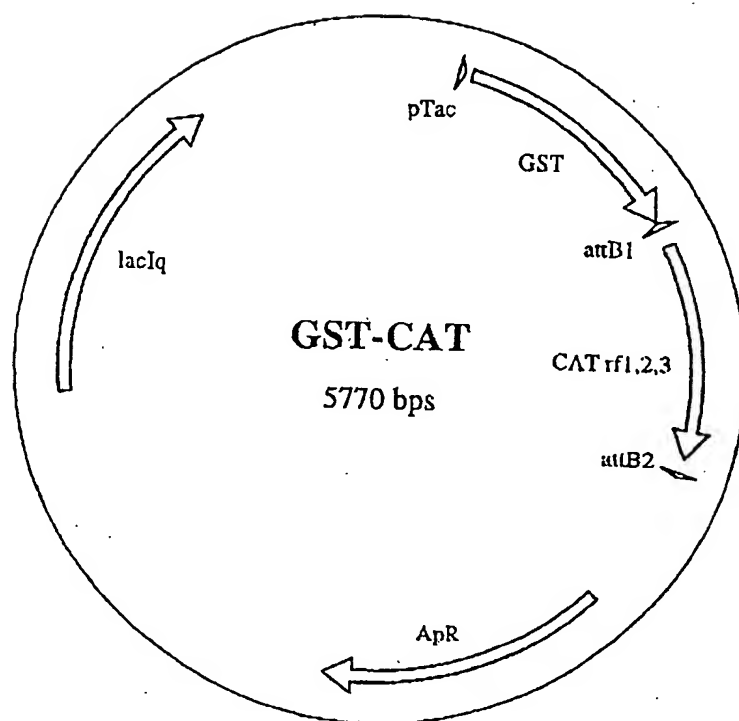 pTac
GST
attB1
lacIq
GST-CAT
5770 bps
CAT rf1,2,3
attB2
ApR